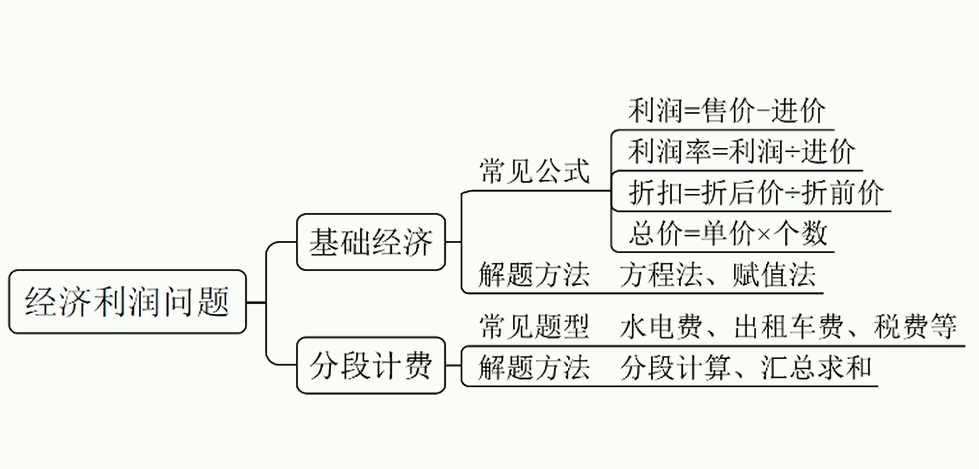 经济利润问题
基础经济
常见公式
利润=售价-进价
利润率=利润÷进价
折扣=折后价÷折前价
总价=单价×个数
解题方法 方程法、赋值法
分段计费
常见题型 水电费、出租车费、税费等
解题方法 分段计算、汇总求和